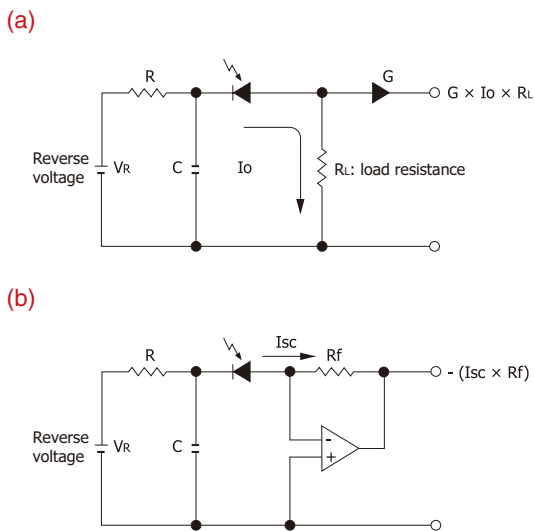 (a)
R
G
G × Io × RL
Reverse
voltage
VR
C
Io
RL: load resistance
(b)
Isc
R
Rf
- (Isc × Rf)
Reverse
voltage
VR
C
-
+